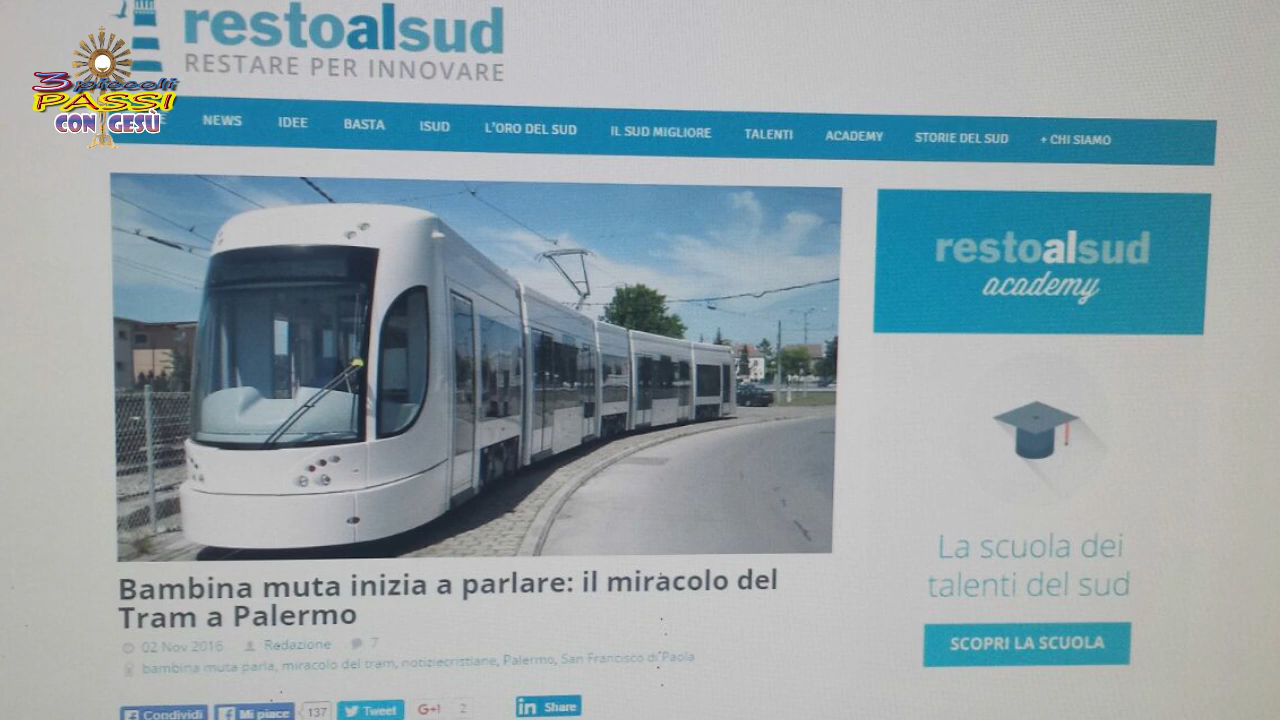 restoalsud
RESTARE PER INNOVARE
3 piccoli
PASSI
CON GESÙ
NEWS IDEE BASTA ISUD L'ORO DEL SUD IL SUD MIGLIORE TALENTI ACADEMY STORIE DEL SUD + CHI SIAMO
restoalsud
academy
La scuola dei
talenti del sud
SCOPRI LA SCUOLA
Bambina muta inizia a parlare: il miracolo del
Tram a Palermo
02 Nov 2016 Redazione 7
bambina muta parla, miracolo del tram, notiziecristiane, Palermo, San Francisco di Paola
Condividi Mi piace 137 Tweet G+1 2 in Share